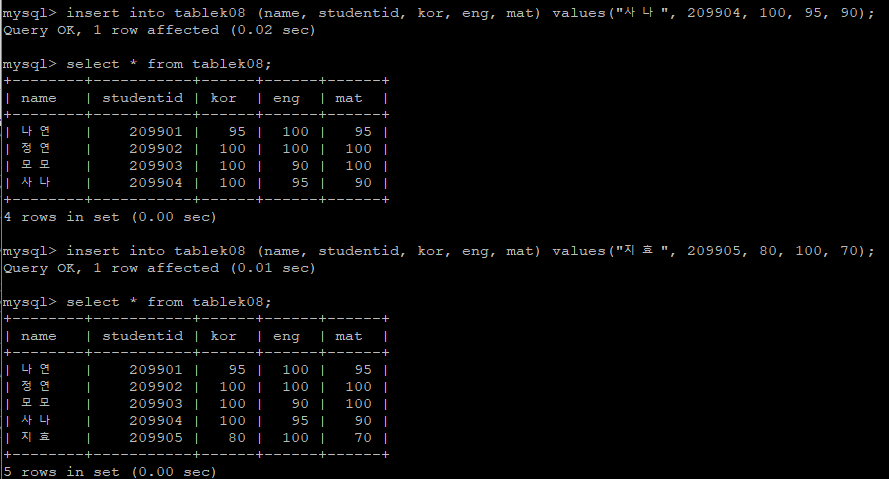 mysql> insert into tablek08 (name, studentid, kor, eng, mat) values("사나", 209904, 100, 95, 90);
Query OK, 1 row affected (0.02 sec)
mysql> select * from tablek08;
+--------+-----------+------+------+------+
| name   | studentid | kor  | eng  | mat  |
+--------+-----------+------+------+------+
| 나연   |    209901 |   95 |  100 |   95 |
| 정연   |    209902 |  100 |  100 |  100 |
| 모모   |    209903 |  100 |   90 |  100 |
| 사나   |    209904 |  100 |   95 |   90 |
+--------+-----------+------+------+------+
4 rows in set (0.00 sec)
mysql> insert into tablek08 (name, studentid, kor, eng, mat) values("지효", 209905, 80, 100, 70);
Query OK, 1 row affected (0.01 sec)
mysql> select * from tablek08;
+--------+-----------+------+------+------+
| name   | studentid | kor  | eng  | mat  |
+--------+-----------+------+------+------+
| 나연   |    209901 |   95 |  100 |   95 |
| 정연   |    209902 |  100 |  100 |  100 |
| 모모   |    209903 |  100 |   90 |  100 |
| 사나   |    209904 |  100 |   95 |   90 |
| 지효   |    209905 |   80 |  100 |   70 |
+--------+-----------+------+------+------+
5 rows in set (0.00 sec)